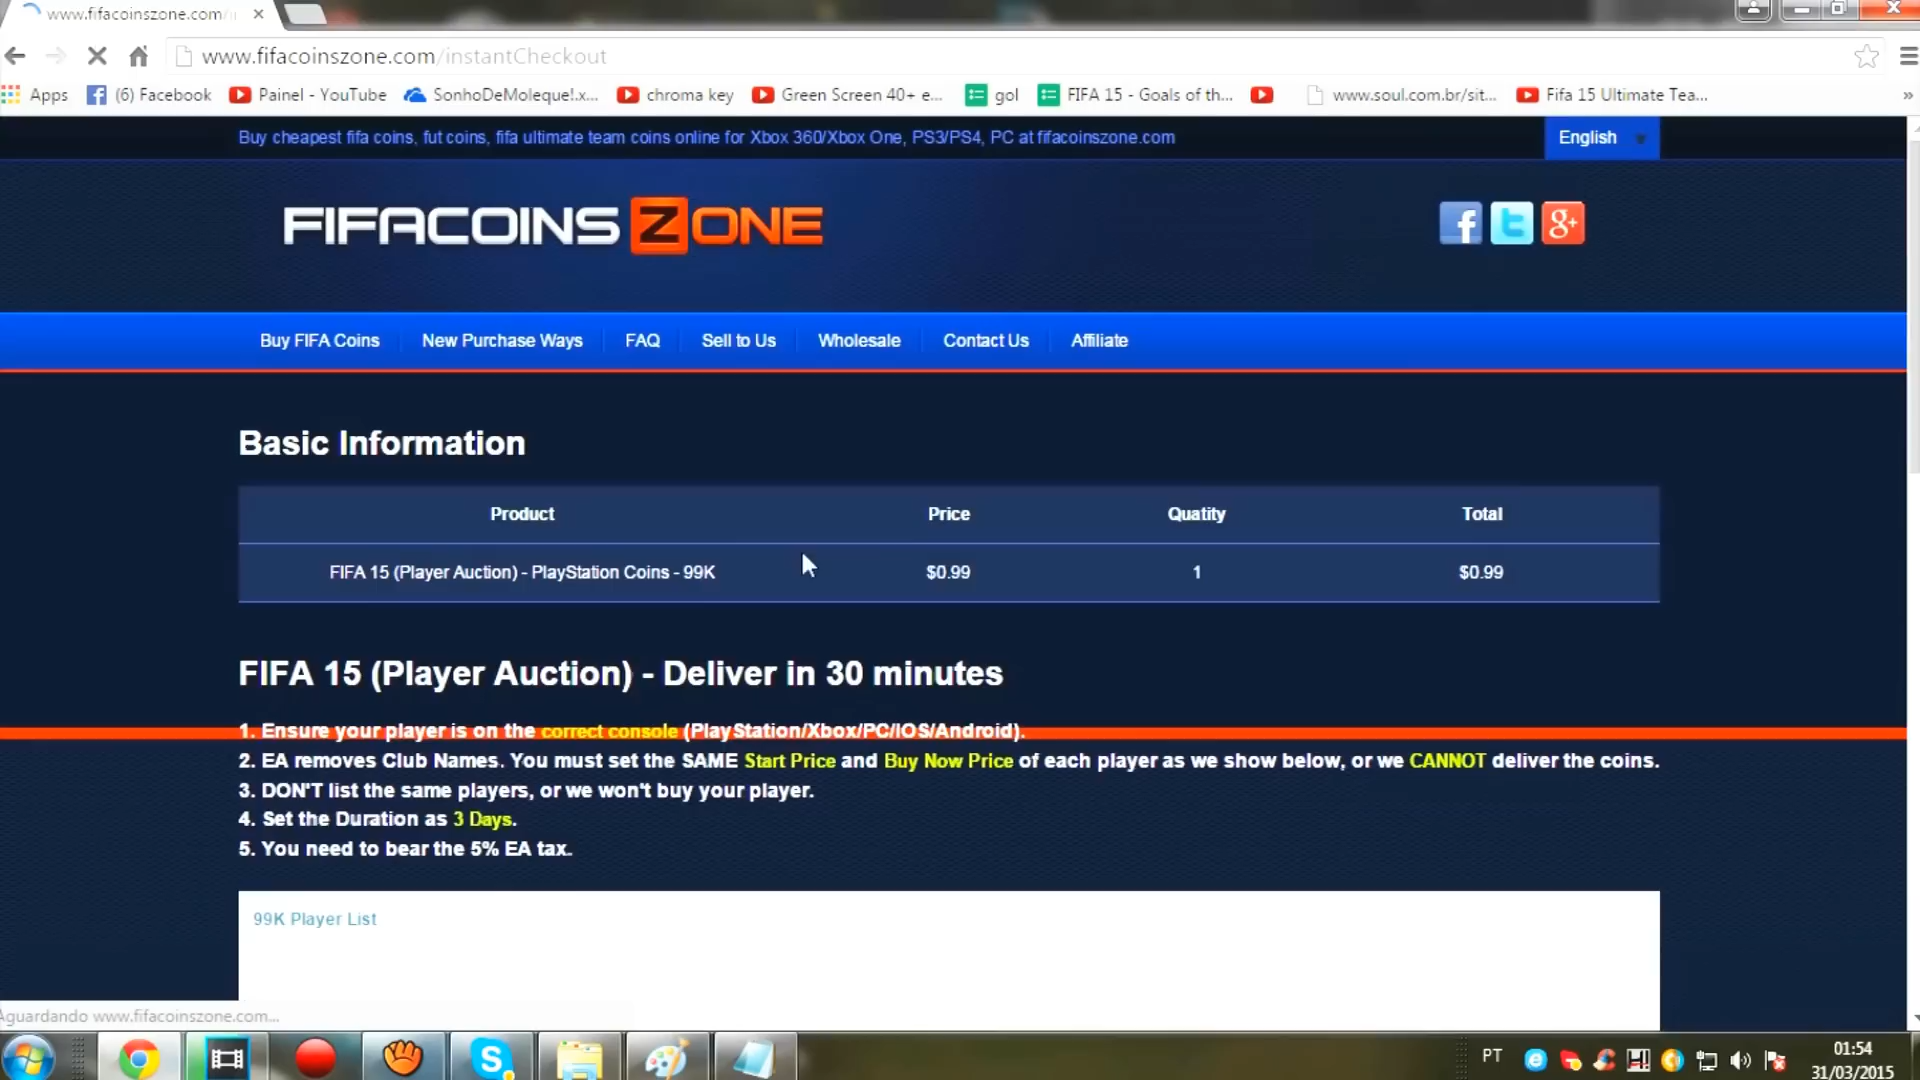 www.fifacoinszone.com/i
www.fifacoinszone.com/instantCheckout
Apps (6) Facebook Painel - YouTube SonhoDeMoleque!.x... chroma key Green Screen 40+ e... gol FIFA 15 - Goals of th... www.soul.com.br/sit... Fifa 15 Ultimate Tea... »
Buy cheapest fifa coins, fut coins, fifa ultimate team coins online for Xbox 360/Xbox One, PS3/PS4, PC at fifacoinszone.com English
FIFACOINS ZONE
Buy FIFA Coins New Purchase Ways FAQ Sell to Us Wholesale Contact Us Affiliate
Basic Information
Product Price Quatity Total
FIFA 15 (Player Auction) - PlayStation Coins - 99K $0.99 1 $0.99
FIFA 15 (Player Auction) - Deliver in 30 minutes
1. Ensure your player is on the correct console (PlayStation/Xbox/PC/IOS/Android).
2. EA removes Club Names. You must set the SAME Start Price and Buy Now Price of each player as we show below, or we CANNOT deliver the coins.
3. DON'T list the same players, or we won't buy your player.
4. Set the Duration as 3 Days.
5. You need to bear the 5% EA tax.
99K Player List
Aguardando www.fifacoinszone.com...
PT 01:54
31/03/2015